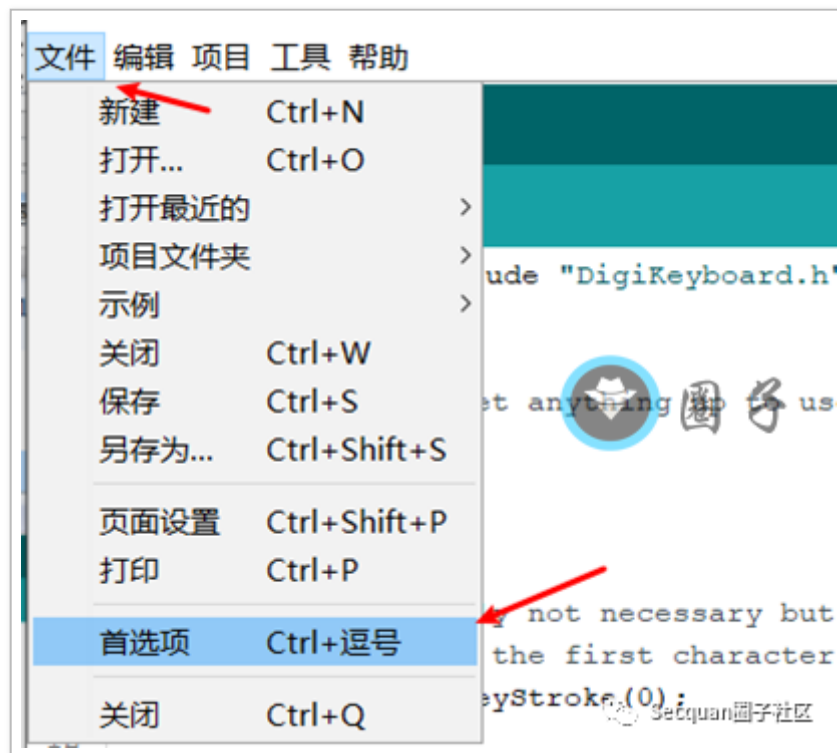 文件 编辑 项目 工具 帮助
新建 Ctrl+N
打开... Ctrl+O
打开最近的
项目文件夹
ude "DigiKeyboard.h"
示例
关闭 Ctrl+W
保存 Ctrl+S
et anything up to us
圈子
另存为... Ctrl+Shift+S
页面设置 Ctrl+Shift+P
打印 Ctrl+P
y not necessary but
首选项 Ctrl+逗号
the first character
eyStroke(0);
关闭 Ctrl+Q
Secquan圈子社区